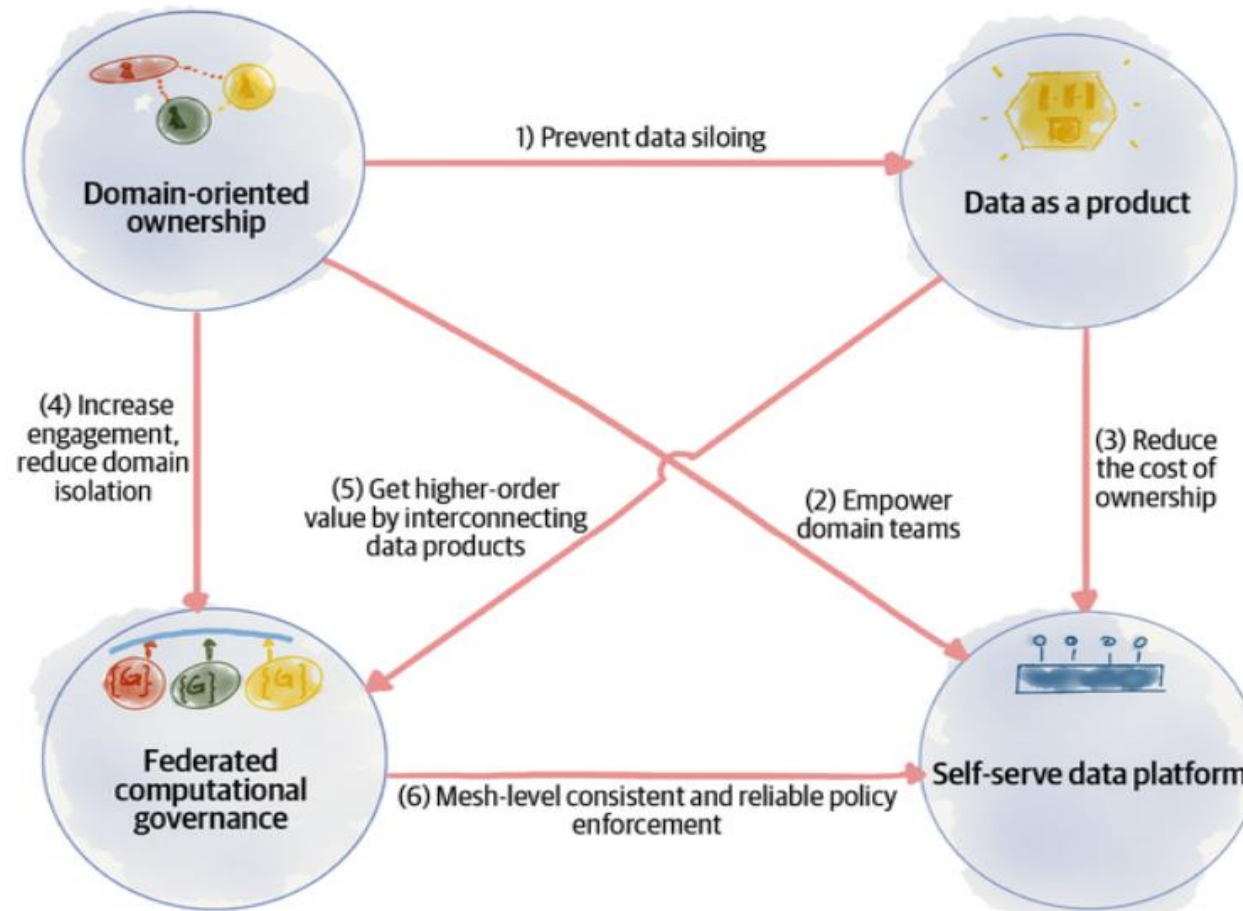 1) Prevent data siloing
Domain-oriented
ownership
Data as a product
(4) Increase
engagement,
reduce domain
isolation
(5) Get higher-order
value by interconnecting
data products
(2) Empower
domain teams
(3) Reduce
the cost of
ownership
{G}
{G}
{G}
Federated
computational
governance
Self-serve data platform
(6) Mesh-level consistent and reliable policy
enforcement